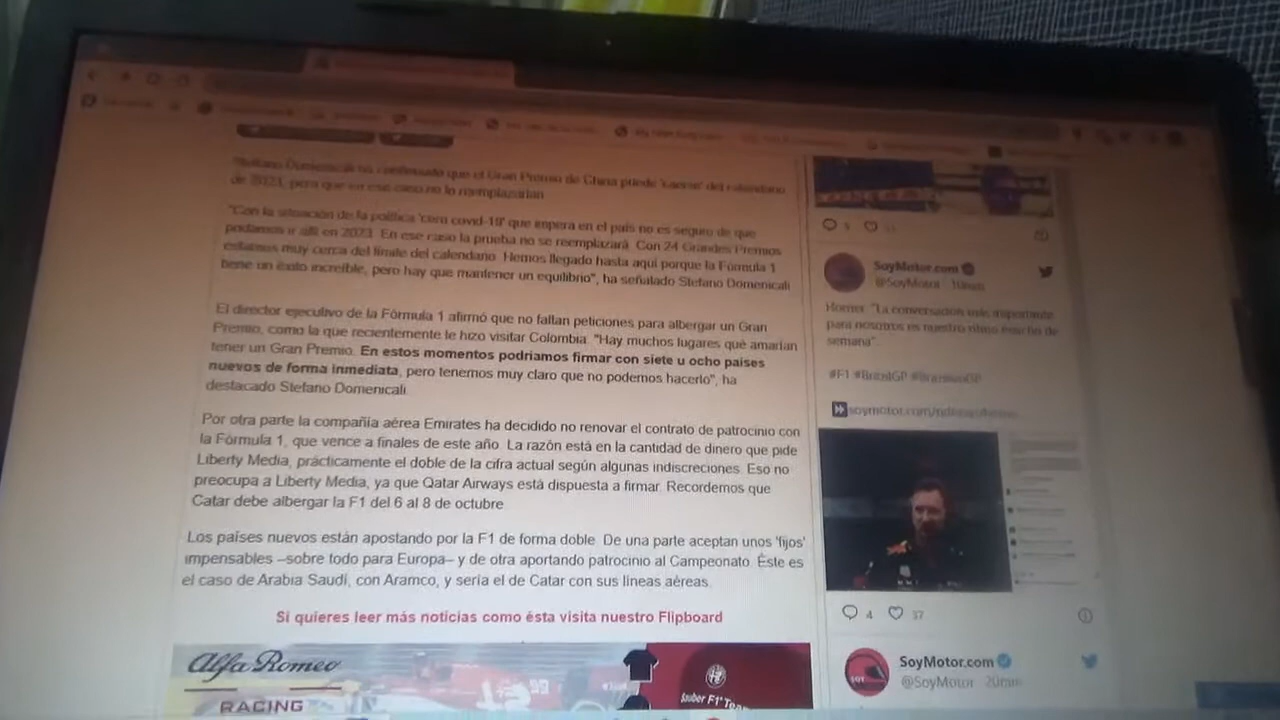 Stefano Domenicali ha confirmado que el Gran Premio de China puede 'caerse' del calendario
de 2023, pero que en ese caso no lo reemplazarían.
"Con la situación de la política 'cero covid-19' que impera en el país no es seguro de que
podamos ir allí en 2023. En ese caso la prueba no se reemplazará. Con 24 Grandes Premios
estamos muy cerca del límite del calendario. Hemos llegado hasta aquí porque la Fórmula 1
tiene un éxito increíble, pero hay que mantener un equilibrio", ha señalado Stefano Domenicali
El director ejecutivo de la Fórmula 1 afirmó que no faltan peticiones para albergar un Gran
Premio, como la que recientemente le hizo visitar Colombia. "Hay muchos lugares qué amarían
tener un Gran Premio. En estos momentos podríamos firmar con siete u ocho países
nuevos de forma inmediata, pero tenemos muy claro que no podemos hacerlo", ha
destacado Stefano Domenicali.
Por otra parte la compañía aérea Emirates ha decidido no renovar el contrato de patrocinio con
la Fórmula 1, que vence a finales de este año. La razón está en la cantidad de dinero que pide
Liberty Media, prácticamente el doble de la cifra actual según algunas indiscreciones. Eso no
preocupa a Liberty Media, ya que Qatar Airways está dispuesta a firmar. Recordemos que
Catar debe albergar la F1 del 6 al 8 de octubre.
Los países nuevos están apostando por la F1 de forma doble. De una parte aceptan unos 'fijos'
impensables –sobre todo para Europa– y de otra aportando patrocinio al Campeonato. Éste es
el caso de Arabia Saudí, con Aramco, y sería el de Catar con sus líneas aéreas.
Si quieres leer más noticias como ésta visita nuestro Flipboard
Alfa Romeo
RACING
Sauber F1 Team
SoyMotor.com
@SoyMotor · 10min
Horner: "La conversación más importante
para nosotros es nuestro ritmo mucho de
semana"
#F1 #BrazilGP
soymotor.com/
4 37
SoyMotor.com
@SoyMotor · 20min